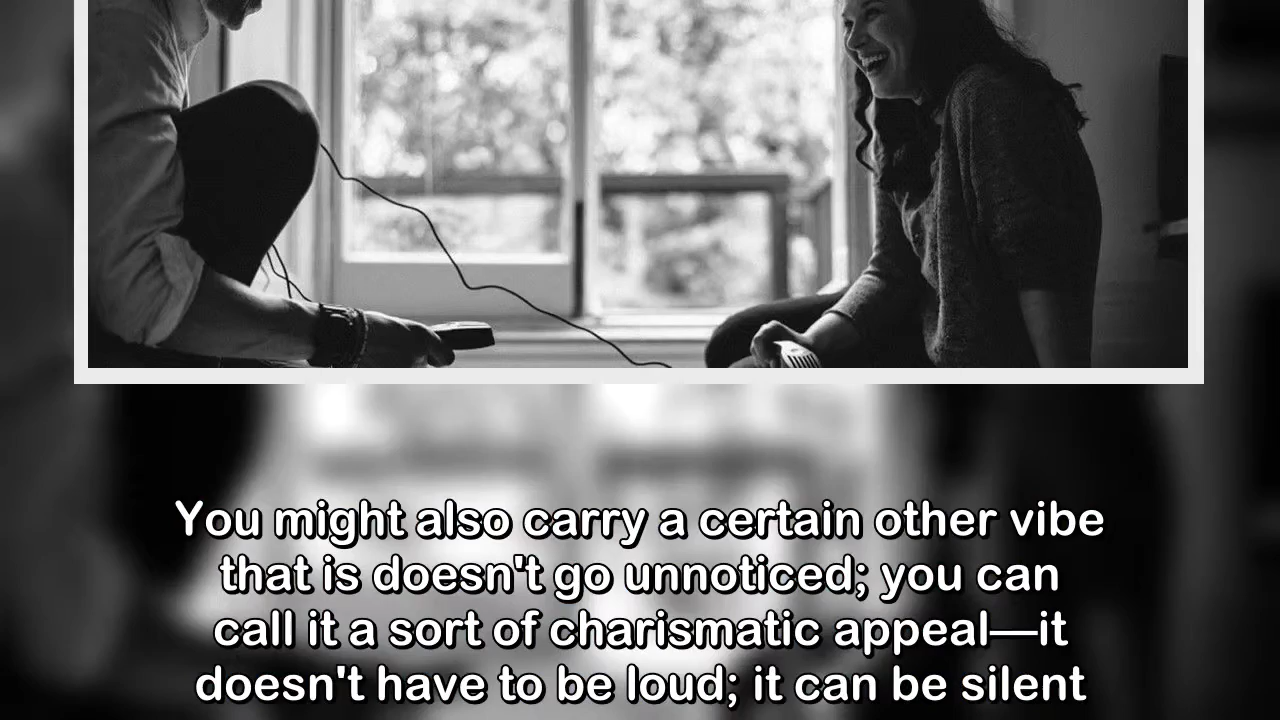 You might also carry a certain other vibe
that is doesn't go unnoticed; you can
call it a sort of charismatic appeal—it
doesn't have to be loud; it can be silent